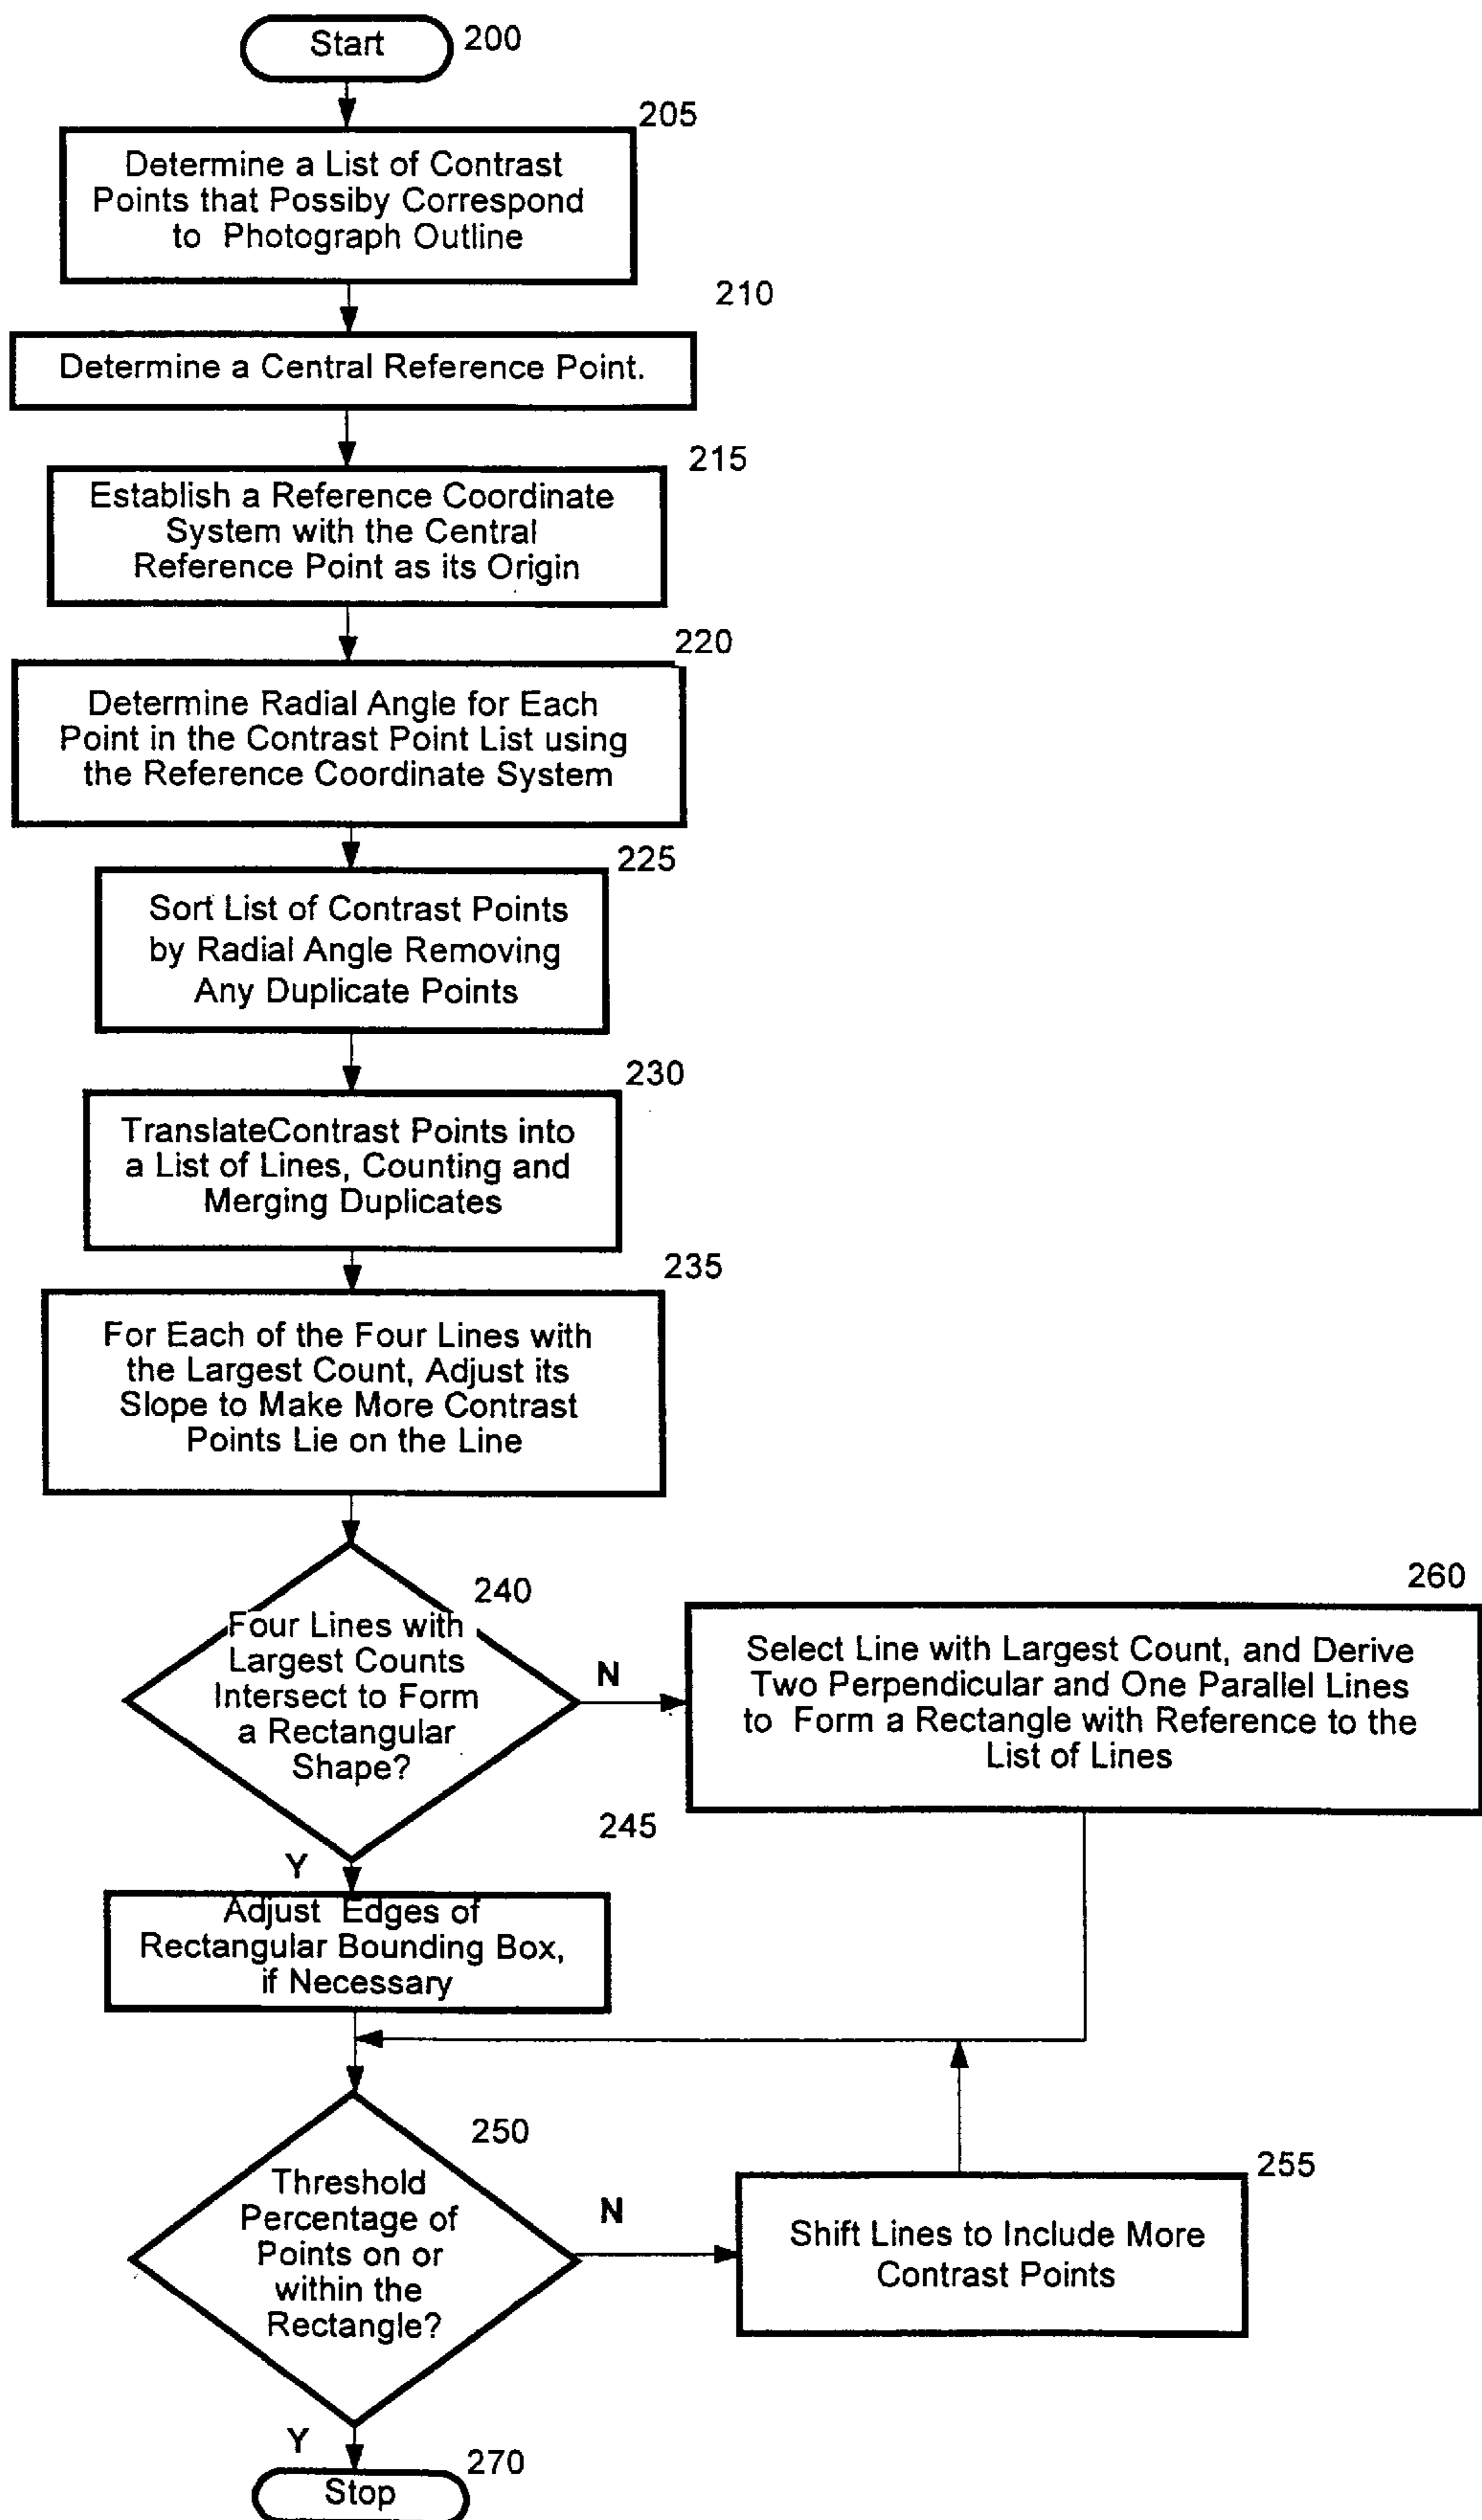 Start
200
205
Determine a List of Contrast
Points that Possiby Correspond
to Photograph Outline
210
Determine a Central Reference Point.
215
Establish a Reference Coordinate
System with the Central
Reference Point as its Origin
220
Determine Radial Angle for Each
Point in the Contrast Point List using
the Reference Coordinate System
225
Sort List of Contrast Points
by Radial Angle Removing
Any Duplicate Points
230
TranslateContrast Points into
a List of Lines, Counting and
Merging Duplicates
235
For Each of the Four Lines with
the Largest Count, Adjust its
Slope to Make More Contrast
Points Lie on the Line
240
Four Lines with
Largest Counts
Intersect to Form
a Rectangular
Shape?
N
260
Select Line with Largest Count, and Derive
Two Perpendicular and One Parallel Lines
to Form a Rectangle with Reference to the
List of Lines
Y
245
Adjust Edges of
Rectangular Bounding Box,
if Necessary
250
Threshold
Percentage of
Points on or
within the
Rectangle?
N
255
Shift Lines to Include More
Contrast Points
Y
270
Stop